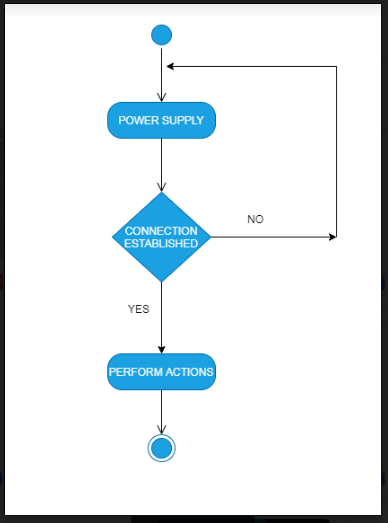 POWER SUPPLY
CONNECTION
ESTABLISHED
NO
YES
PERFORM ACTIONS